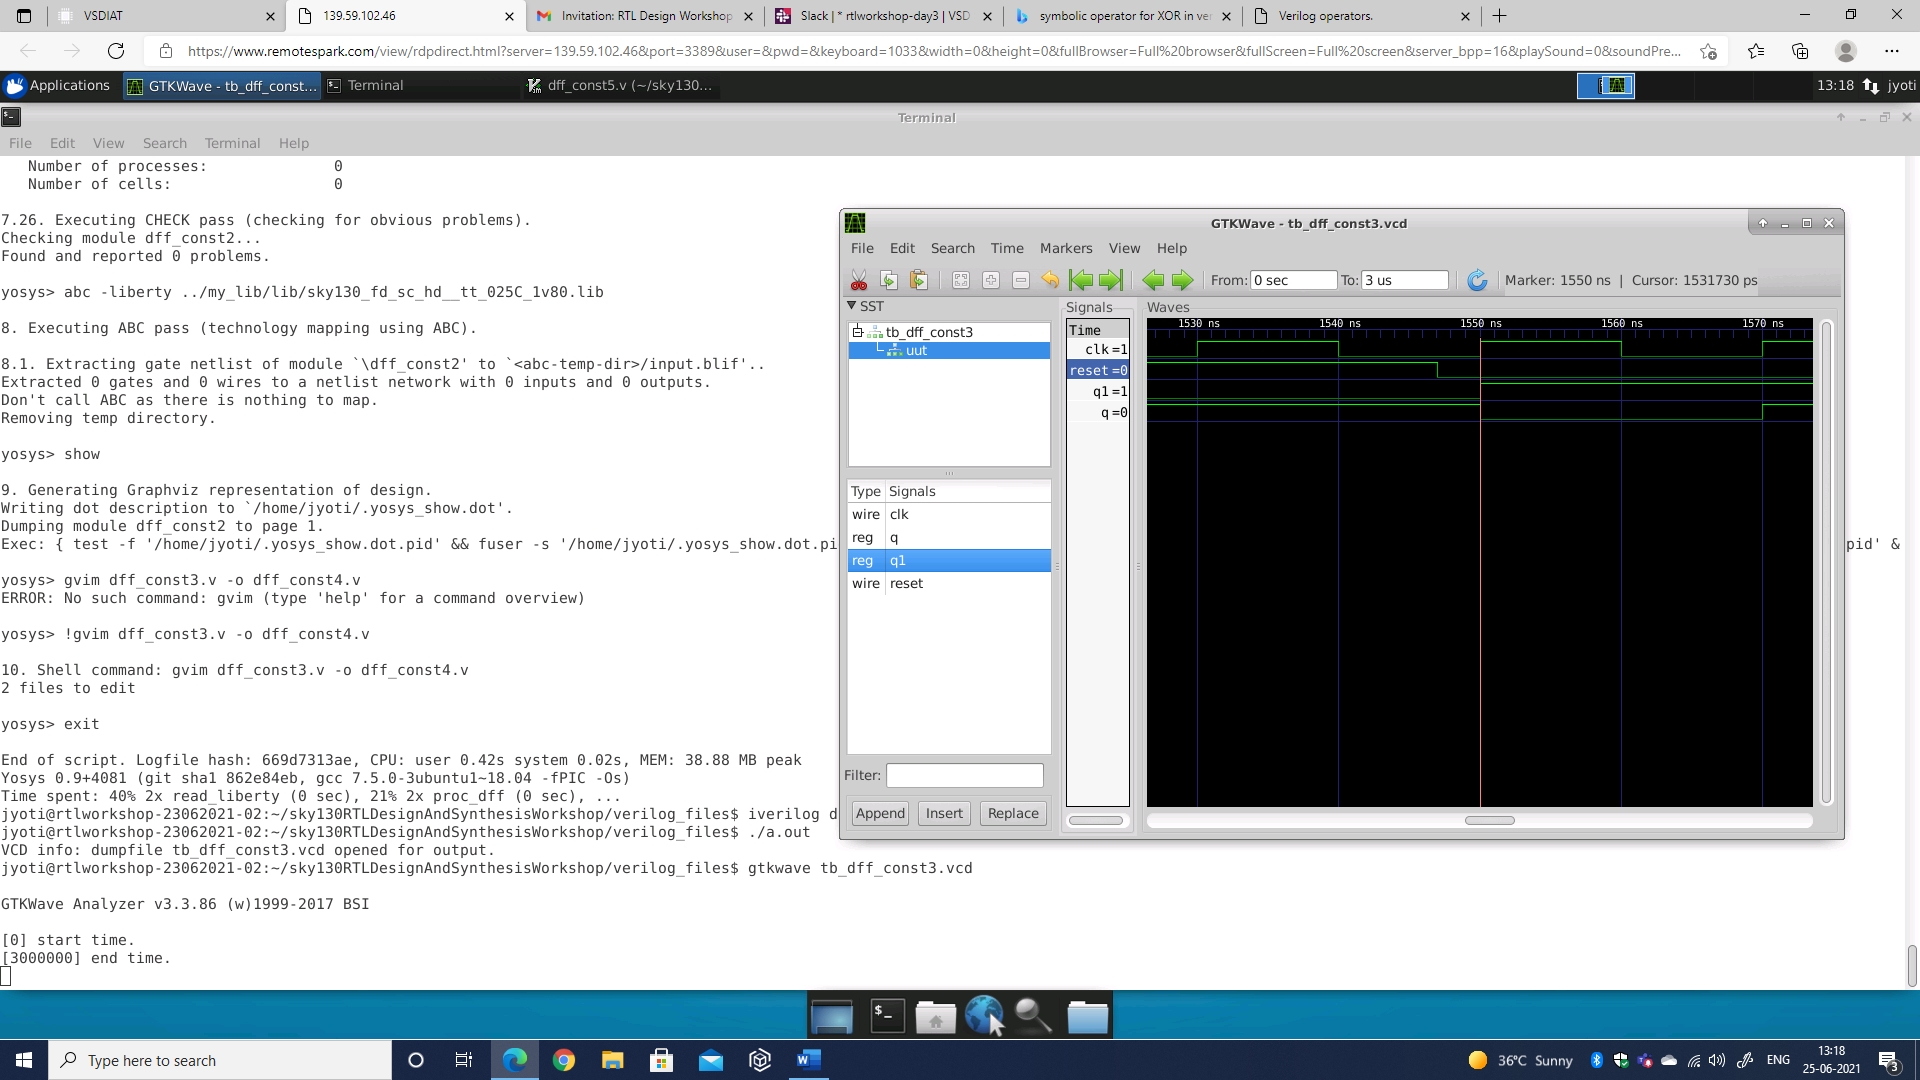 VSDIAT
139.59.102.46
Invitation: RTL Design Workshop
Slack | * rtlworkshop-day3 | VSD
symbolic operator for XOR in ver
Verilog operators.
https://www.remotespark.com/view/rdpdirect.html?server=139.59.102.46&port=3389&user=&pwd=&keyboard=1033&width=0&height=0&fullBrowser=Full%20browser&fullScreen=Full%20screen&server_bpp=16&playSound=0&soundPre...
Applications
GTKWave - tb_dff_const...
Terminal
dff_const5.v (~/sky130...
13:18
jyoti
Terminal
File Edit View Search Terminal Help
Number of processes: 0
Number of cells: 0
7.26. Executing CHECK pass (checking for obvious problems).
Checking module dff_const2...
Found and reported 0 problems.
yosys> abc -liberty ../my_lib/lib/sky130_fd_sc_hd__tt_025C_1v80.lib
8. Executing ABC pass (technology mapping using ABC).
8.1. Extracting gate netlist of module `\dff_const2' to `<abc-temp-dir>/input.blif'..
Extracted 0 gates and 0 wires to a netlist network with 0 inputs and 0 outputs.
Don't call ABC as there is nothing to map.
Removing temp directory.
yosys> show
9. Generating Graphviz representation of design.
Writing dot description to `/home/jyoti/.yosys_show.dot'.
Dumping module dff_const2 to page 1.
Exec: { test -f '/home/jyoti/.yosys_show.dot.pid' && fuser -s '/home/jyoti/.yosys_show.dot.pi
pid' &
yosys> gvim dff_const3.v -o dff_const4.v
ERROR: No such command: gvim (type 'help' for a command overview)
yosys> !gvim dff_const3.v -o dff_const4.v
10. Shell command: gvim dff_const3.v -o dff_const4.v
2 files to edit
yosys> exit
End of script. Logfile hash: 669d7313ae, CPU: user 0.42s system 0.02s, MEM: 38.88 MB peak
Yosys 0.9+4081 (git sha1 862e84eb, gcc 7.5.0-3ubuntu1~18.04 -fPIC -Os)
Time spent: 40% 2x read_liberty (0 sec), 21% 2x proc_dff (0 sec), ...
jyoti@rtlworkshop-23062021-02:~/sky130RTLDesignAndSynthesisWorkshop/verilog_files$ iverilog d
jyoti@rtlworkshop-23062021-02:~/sky130RTLDesignAndSynthesisWorkshop/verilog_files$ ./a.out
VCD info: dumpfile tb_dff_const3.vcd opened for output.
jyoti@rtlworkshop-23062021-02:~/sky130RTLDesignAndSynthesisWorkshop/verilog_files$ gtkwave tb_dff_const3.vcd
GTKWave Analyzer v3.3.86 (w)1999-2017 BSI
[0] start time.
[3000000] end time.
GTKWave - tb_dff_const3.vcd
File Edit Search Time Markers View Help
From: 0 sec To: 3 us
Marker: 1550 ns | Cursor: 1531730 ps
SST
tb_dff_const3
uut
Type Signals
wire clk
reg q
reg q1
wire reset
Filter:
Append Insert Replace
Signals
Time
clk=1
reset=0
q1=1
q=0
Waves
1530 ns 1540 ns 1550 ns 1560 ns 1570 ns
Type here to search
36°C Sunny
ENG
13:18
25-06-2021
3